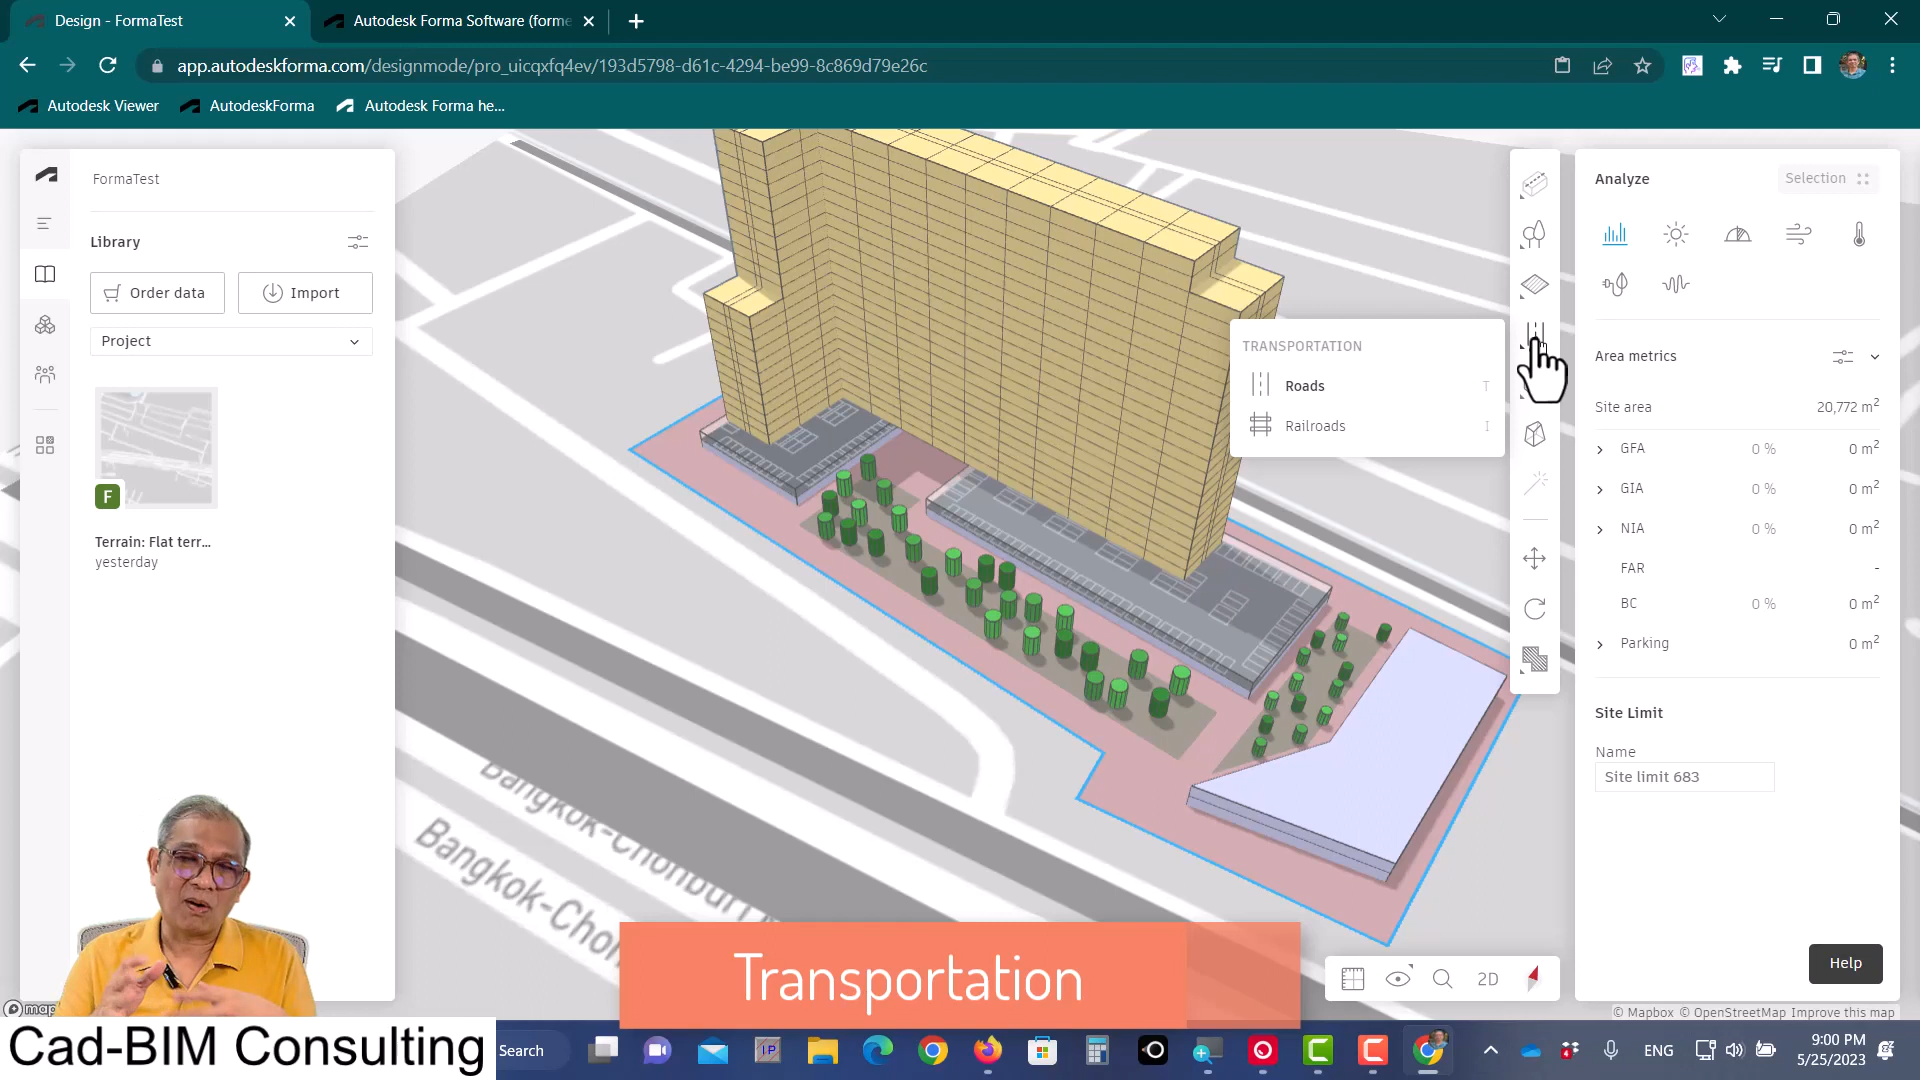 Design - FormaTest
Autodesk Forma Software (forme
app.autodeskforma.com/designmode/pro_uicqxfq4ev/193d5798-d61c-4294-be99-8c869d79e26c
Autodesk Viewer
AutodeskForma
Autodesk Forma he...
FormaTest
Library
Order data
Import
Project
F
Terrain: Flat terr...
yesterday
TRANSPORTATION
Roads T
Railroads I
Analyze
Selection
Area metrics
Site area 20,772 m²
GFA 0 % 0 m²
GIA 0 % 0 m²
NIA 0 % 0 m²
FAR -
BC 0 % 0 m²
Parking 0 m²
Site Limit
Name
Site limit 683
Help
2D
Bangkok-Chonburi
Bangkok-Chon
Transportation
© Mapbox © OpenStreetMap Improve this map
map
Cad-BIM Consulting
Search
IP
ENG
9:00 PM
5/25/2023